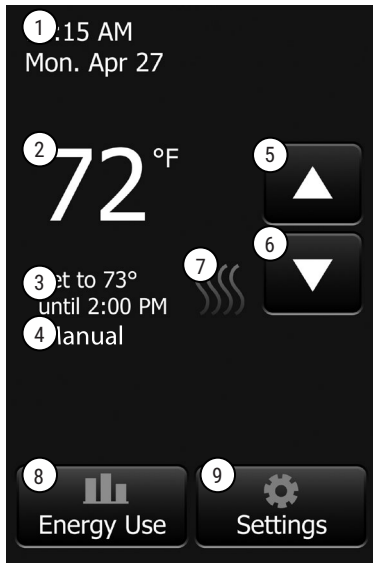 1 :15 AM
Mon. Apr 27
2 72 °F
5
6
3 et to 73°
7
until 2:00 PM
4 anual
8
9
Energy Use
Settings